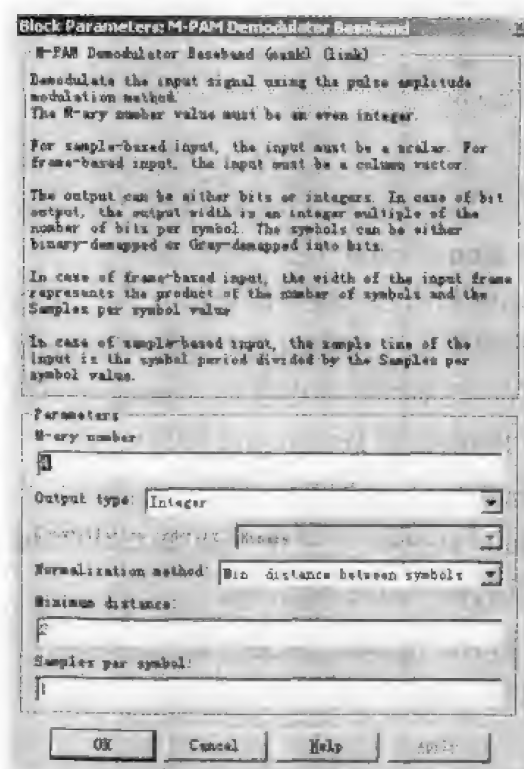 Block Parameters: M-PAM Demodulator Baseband
M-PAM Demodulator Baseband (mask) (link)
Demodulate the input signal using the pulse amplitude
modulation method.
The M-ary number value must be an even integer.
For sample-based input, the input must be a scalar. For
frame-based input, the input must be a column vector.
The output can be either bits or integers. In case of bit
output, the output width is an integer multiple of the
number of bits per symbol. The symbols can be either
binary-demapped or Gray-demapped into bits.
In case of frame-based input, the width of the input frame
represents the product of the number of symbols and the
Samples per symbol value
In case of sample-based input, the sample time of the
input is the symbol period divided by the Samples per
symbol value.
Parameters
M-ary number
Output type: Integer
Constellation ordering: Binary
Normalization method: Min distance between symbols
Minimum distance:
2
Samples per symbol:
1
OK Cancel Help Apply